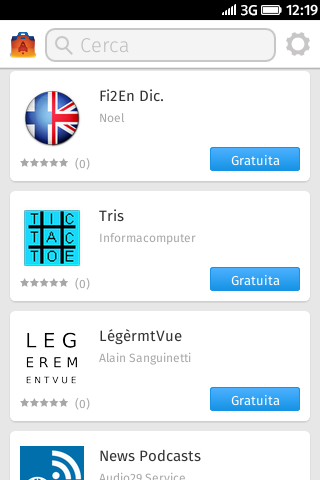 3G 12:19
Cerca
Fi2En Dic.
Noel
(0)
Gratuita
TIC
TAC
TOE
Tris
Informacomputer
(0)
Gratuita
LEG
EREM
ENTVUE
LégèrmtVue
Alain Sanguinetti
(0)
Gratuita
News Podcasts
Audio29 Service